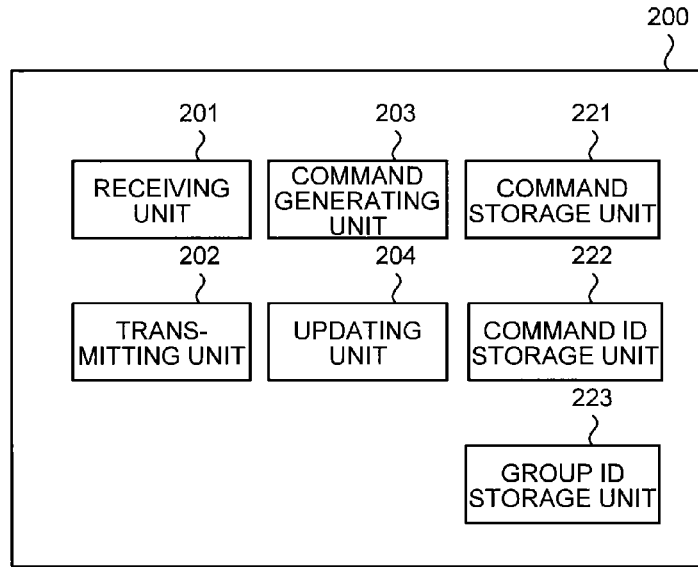 200
201
RECEIVING
UNIT
203
COMMAND
GENERATING
UNIT
221
COMMAND
STORAGE UNIT
202
TRANS-
MITTING UNIT
204
UPDATING
UNIT
222
COMMAND ID
STORAGE UNIT
223
GROUP ID
STORAGE UNIT